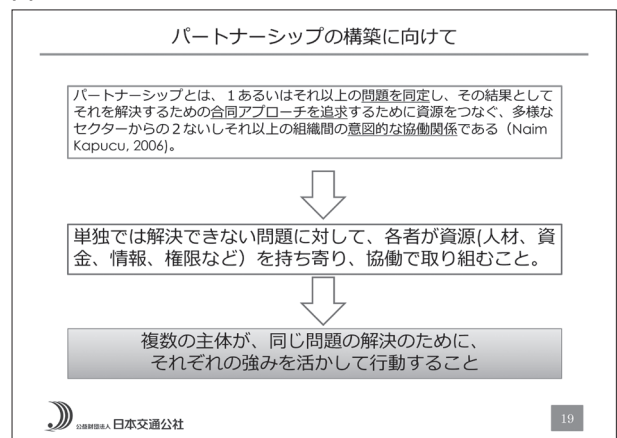 パートナーシップの構築に向けて
パートナーシップとは、1あるいはそれ以上の問題を同定し、その結果として
それを解決するための合同アプローチを追求するために資源をつなぐ、多様な
セクターからの2ないしそれ以上の組織間の意図的な協働関係である（Naim
Kapucu, 2006)。
単独では解決できない問題に対して、各者が資源(人材、資
金、情報、権限など）を持ち寄り、協働で取り組むこと。
複数の主体が、同じ問題の解決のために、
それぞれの強みを活かして行動すること
公益財団法人 日本交通公社
19